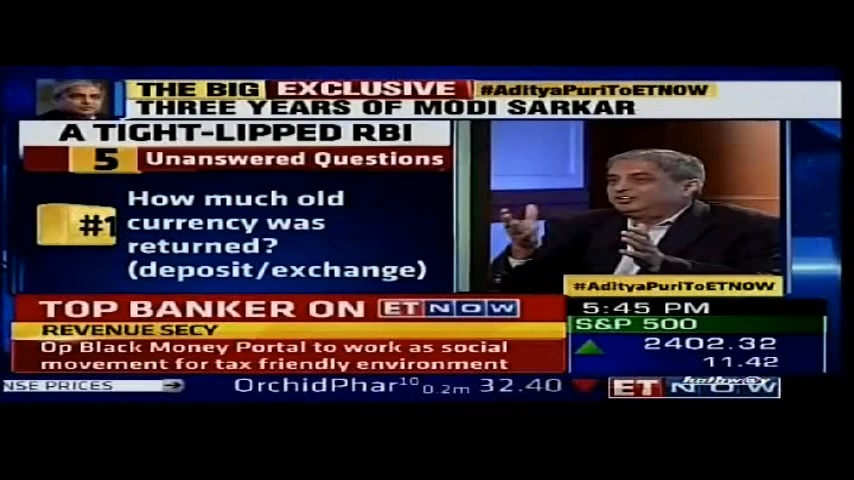 THE BIG EXCLUSIVE #AdityaPuriToETNOW
THREE YEARS OF MODI SARKAR
A TIGHT-LIPPED RBI
5 Unanswered Questions
#1
How much old
currency was
returned?
(deposit/exchange)
#AdityaPuriToETNOW
TOP BANKER ON ET NOW
REVENUE SECY
Op Black Money Portal to work as social
movement for tax friendly environment
5:45 PM
S&P 500
2402.32
11.42
NSE PRICES
OrchidPhar10 0.2m 32.40
ET NOW